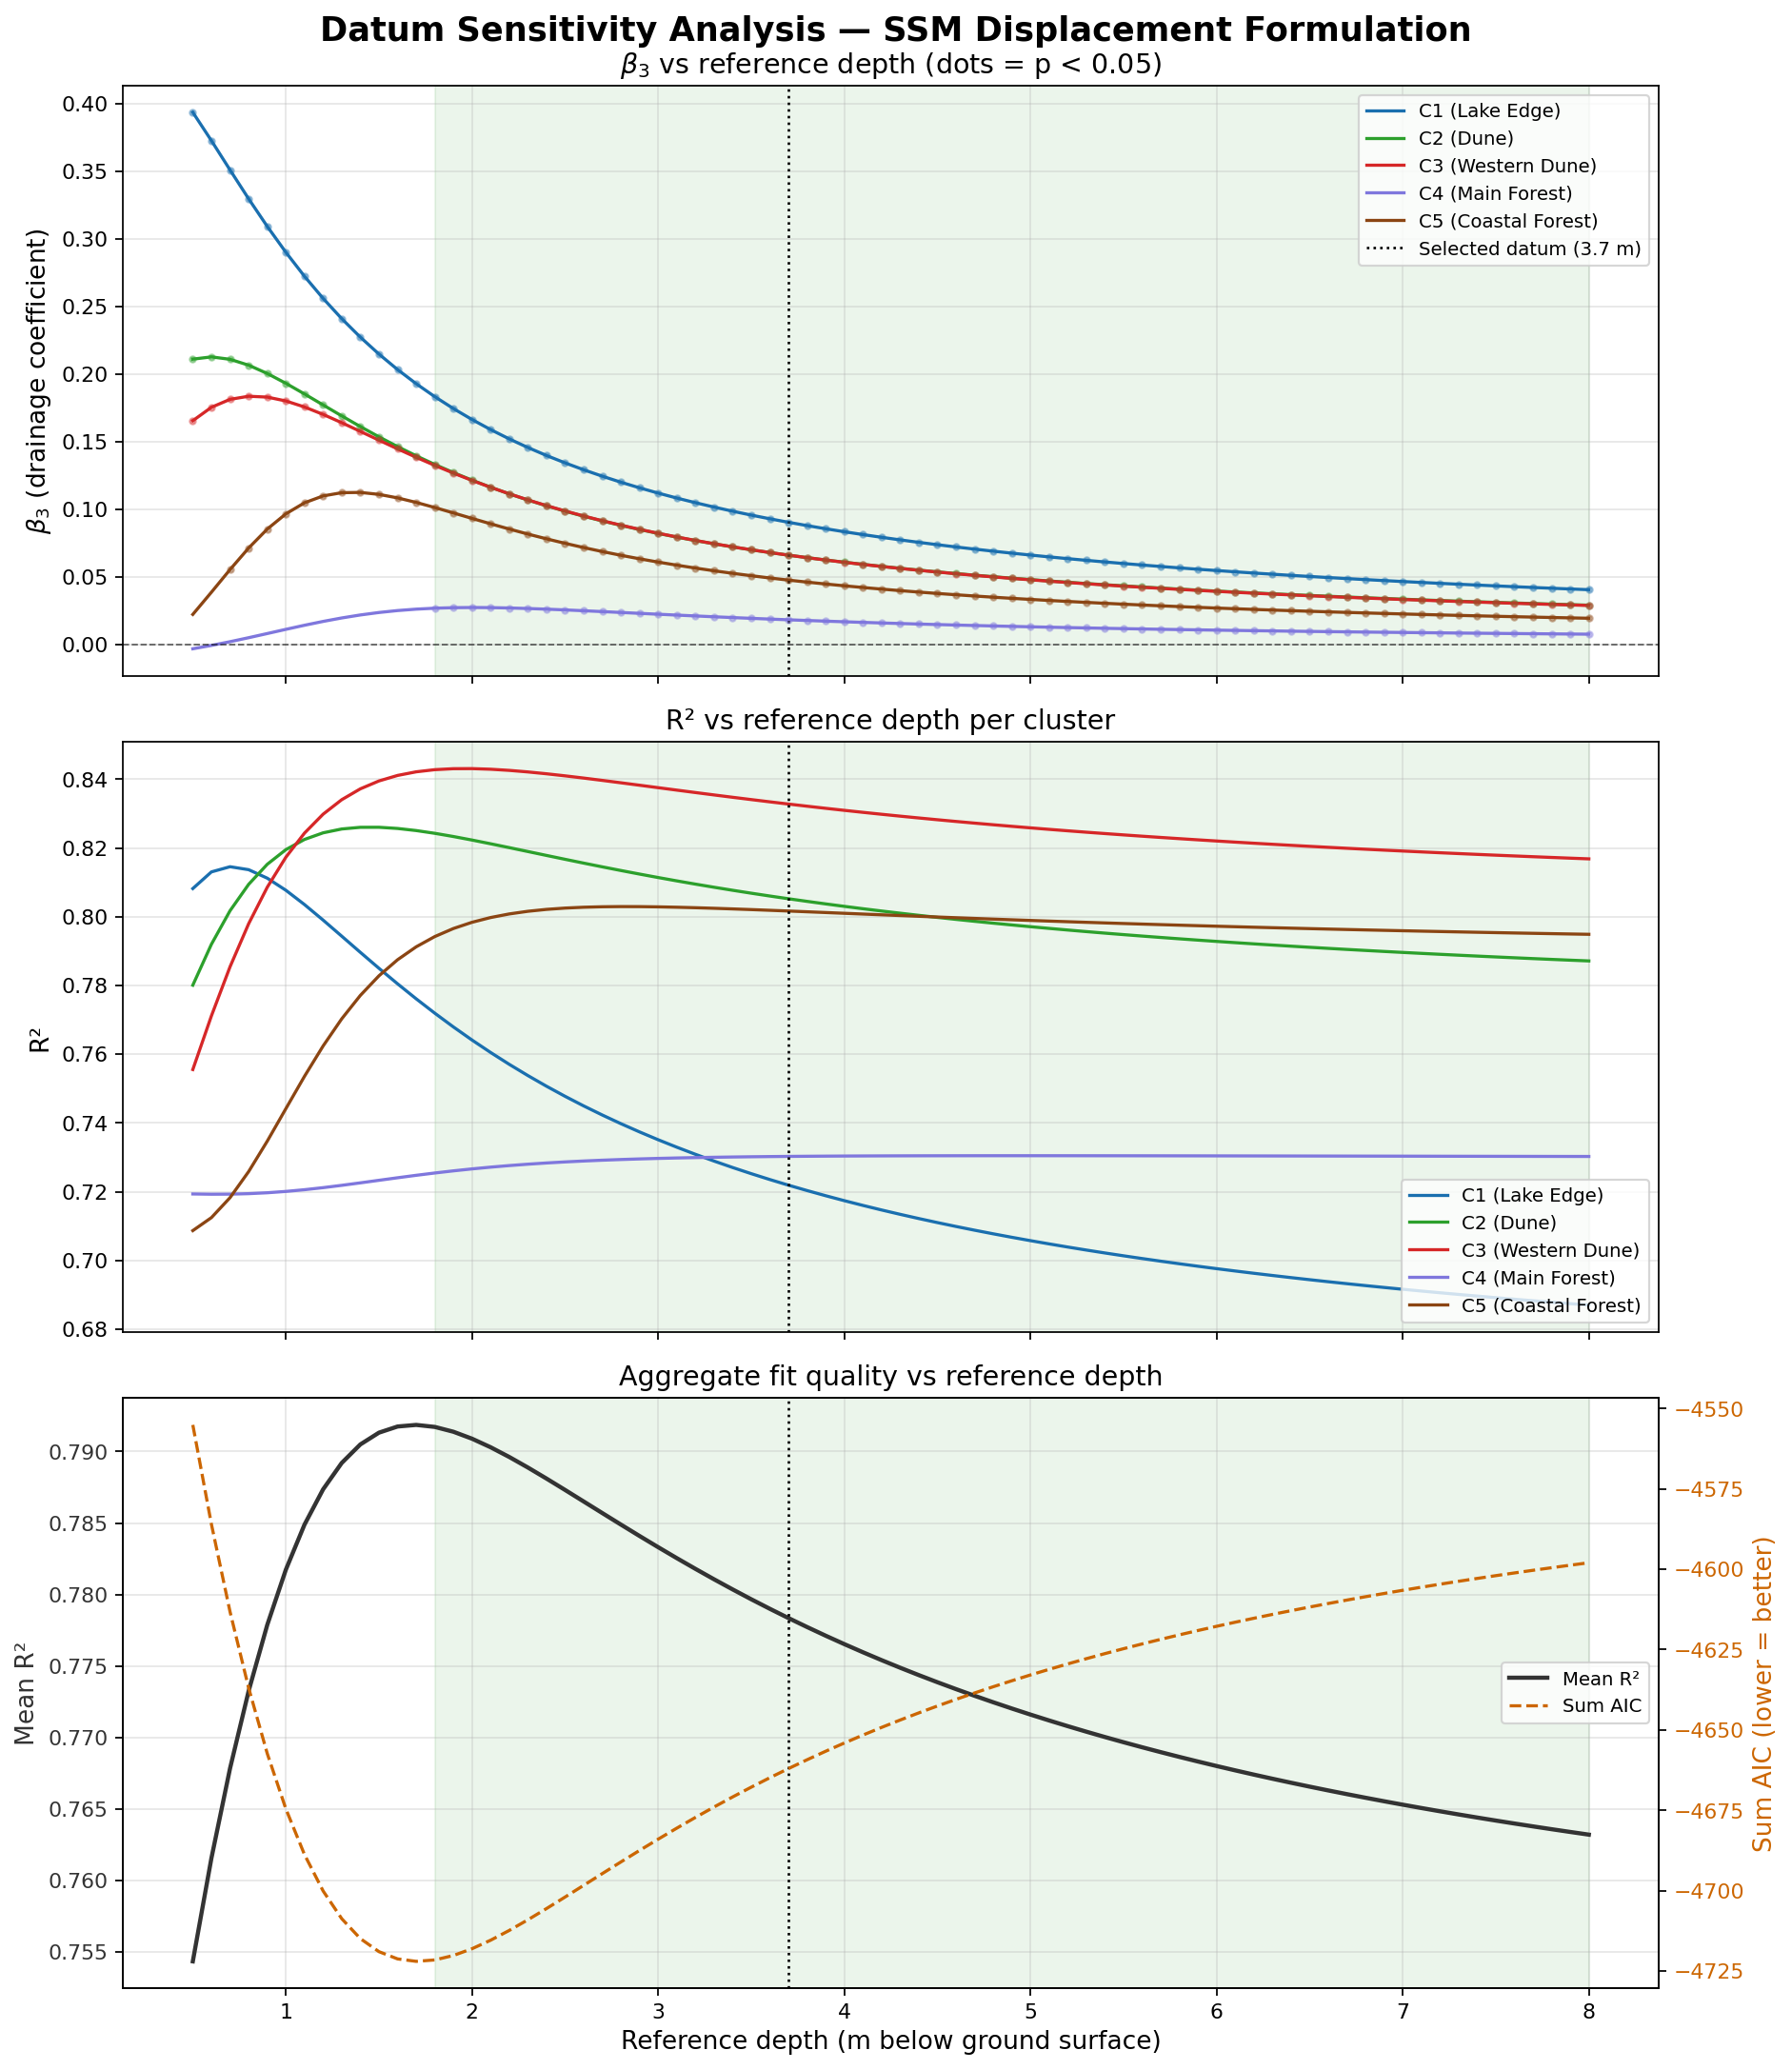 Datum Sensitivity Analysis — SSM Displacement Formulation
β₃ vs reference depth (dots = p < 0.05)
β₃ (drainage coefficient)
0.40
0.35
0.30
0.25
0.20
0.15
0.10
0.05
0.00
C1 (Lake Edge)
C2 (Dune)
C3 (Western Dune)
C4 (Main Forest)
C5 (Coastal Forest)
Selected datum (3.7 m)
R² vs reference depth per cluster
R²
0.84
0.82
0.80
0.78
0.76
0.74
0.72
0.70
0.68
C1 (Lake Edge)
C2 (Dune)
C3 (Western Dune)
C4 (Main Forest)
C5 (Coastal Forest)
Aggregate fit quality vs reference depth
Mean R²
0.790
0.785
0.780
0.775
0.770
0.765
0.760
0.755
Mean R²
Sum AIC
−4550
−4575
−4600
−4625
−4650
−4675
−4700
−4725
Sum AIC (lower = better)
1 2 3 4 5 6 7 8
Reference depth (m below ground surface)